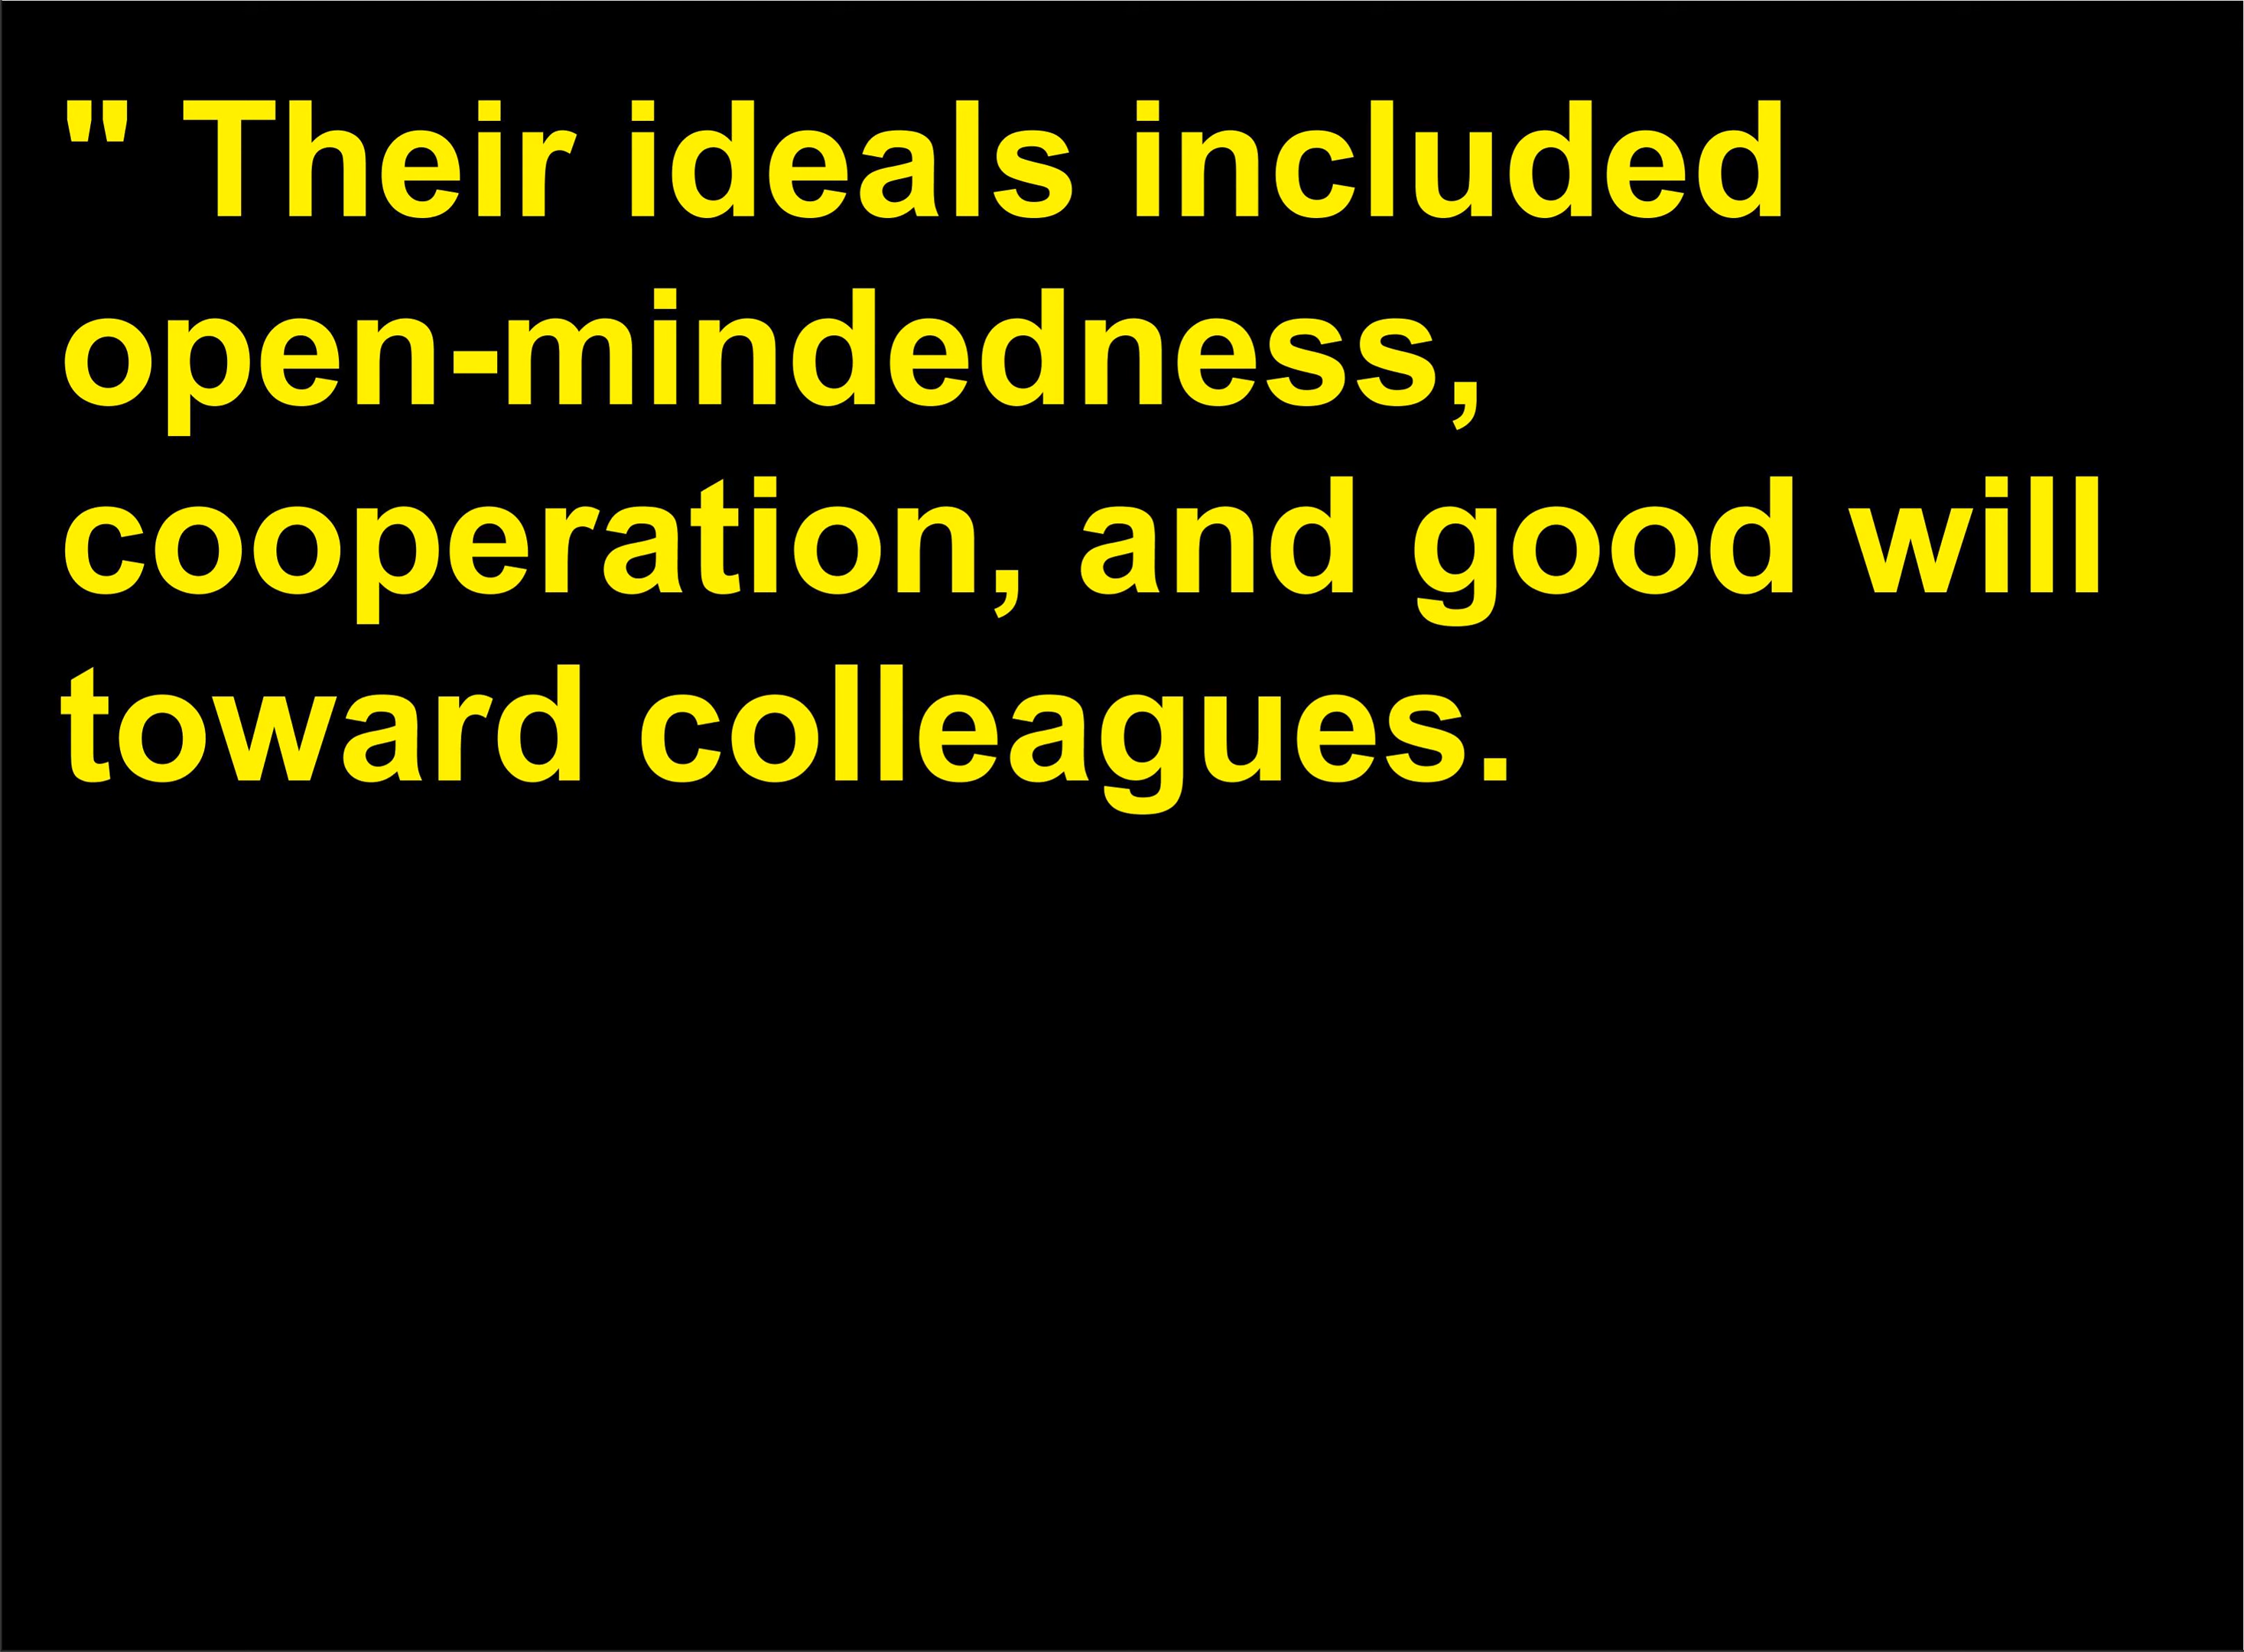 " Their ideals included
open-mindedness,
cooperation, and good will
toward colleagues.